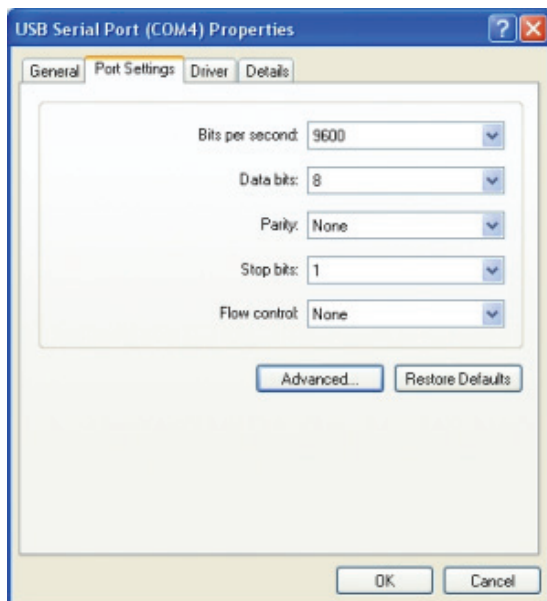 USB Serial Port (COM4) Properties
General Port Settings Driver Details
Bits per second: 9600
Data bits: 8
Parity: None
Stop bits: 1
Flow control: None
Advanced... Restore Defaults
OK Cancel